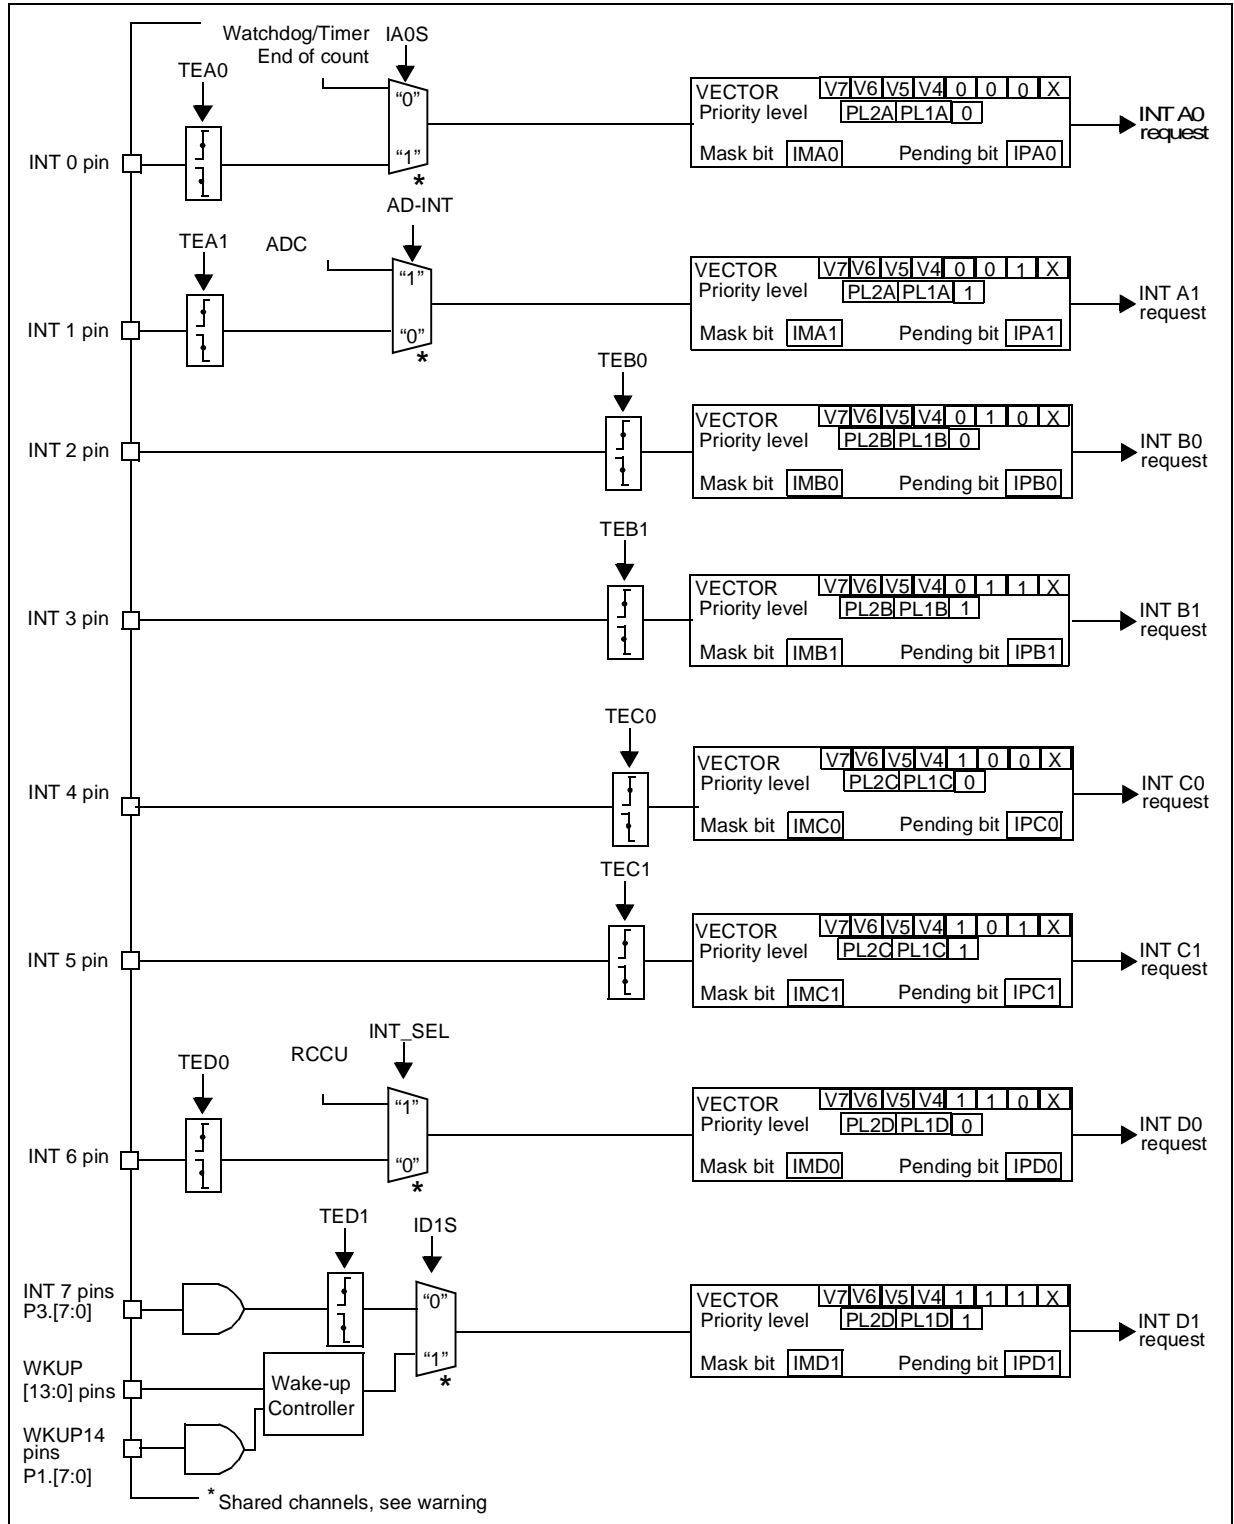 Watchdog/Timer IA0S
End of count
TEA0
"0"
"1"
*
INT 0 pin
VECTOR V7 V6 V5 V4 0 0 0 X
Priority level PL2A PL1A 0
Mask bit IMA0 Pending bit IPA0
INT A0
request
AD-INT
TEA1 ADC
"1"
"0"
*
INT 1 pin
VECTOR V7 V6 V5 V4 0 0 1 X
Priority level PL2A PL1A 1
Mask bit IMA1 Pending bit IPA1
INT A1
request
TEB0
INT 2 pin
VECTOR V7 V6 V5 V4 0 1 0 X
Priority level PL2B PL1B 0
Mask bit IMB0 Pending bit IPB0
INT B0
request
TEB1
INT 3 pin
VECTOR V7 V6 V5 V4 0 1 1 X
Priority level PL2B PL1B 1
Mask bit IMB1 Pending bit IPB1
INT B1
request
TEC0
INT 4 pin
VECTOR V7 V6 V5 V4 1 0 0 X
Priority level PL2C PL1C 0
Mask bit IMC0 Pending bit IPC0
INT C0
request
TEC1
INT 5 pin
VECTOR V7 V6 V5 V4 1 0 1 X
Priority level PL2C PL1C 1
Mask bit IMC1 Pending bit IPC1
INT C1
request
INT_SEL
TED0 RCCU
"1"
"0"
*
INT 6 pin
VECTOR V7 V6 V5 V4 1 1 0 X
Priority level PL2D PL1D 0
Mask bit IMD0 Pending bit IPD0
INT D0
request
TED1 ID1S
INT 7 pins
P3.[7:0]
"0"
"1"
*
VECTOR V7 V6 V5 V4 1 1 1 X
Priority level PL2D PL1D 1
Mask bit IMD1 Pending bit IPD1
INT D1
request
WKUP
[13:0] pins
Wake-up
Controller
WKUP14
pins
P1.[7:0]
* Shared channels, see warning